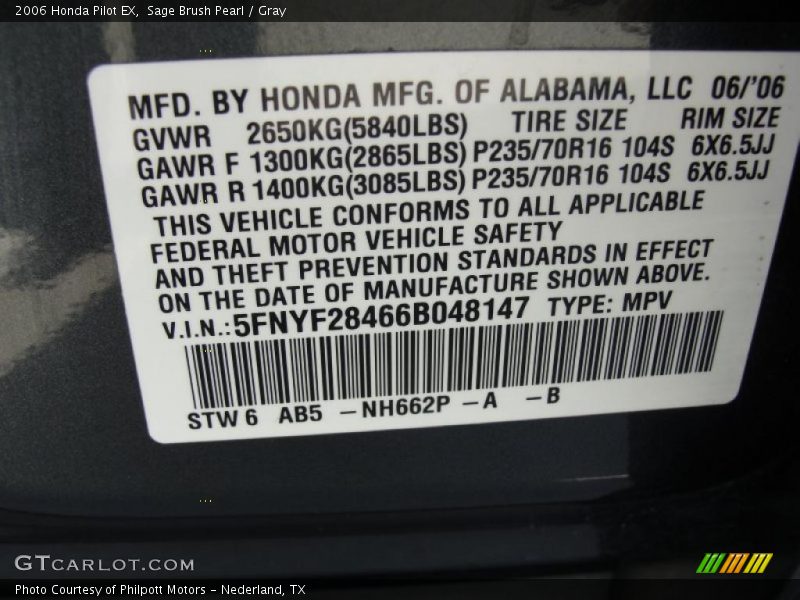 2006 Honda Pilot EX,  Sage Brush Pearl / Gray
MFD. BY HONDA MFG. OF ALABAMA, LLC 06/'06
GVWR 2650KG(5840LBS) TIRE SIZE RIM SIZE
GAWR F 1300KG(2865LBS) P235/70R16 104S 6X6.5JJ
GAWR R 1400KG(3085LBS) P235/70R16 104S 6X6.5JJ
THIS VEHICLE CONFORMS TO ALL APPLICABLE
FEDERAL MOTOR VEHICLE SAFETY
AND THEFT PREVENTION STANDARDS IN EFFECT
ON THE DATE OF MANUFACTURE SHOWN ABOVE.
V.I.N.: 5FNYF28466B048147 TYPE: MPV
STW 6 AB5 – NH662P – A – B
GTCARLOT.COM
Photo Courtesy of Philpott Motors - Nederland, TX